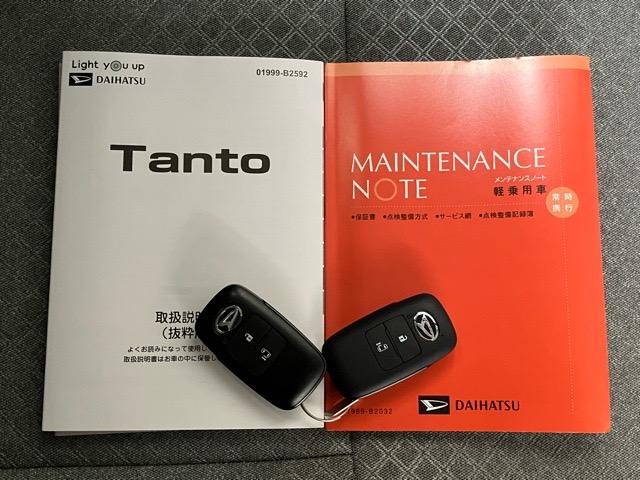 Light you up
DAIHATSU
01999-B2592
Tanto
取扱説明
(抜粋
よくお読みになって使用し
取扱説明書はお車の中に保管し
MAINTENANCE
NOTE
メンテナンスノート
軽乗用車
常時
携行
●保証書 ●点検整備方式 ●サービス網 ●点検整備記録簿
989-B2032
DAIHATSU